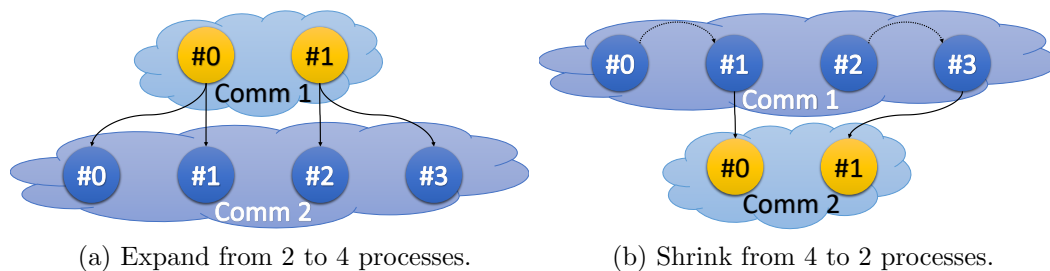 #0 #1
Comm 1
#0 #1 #2 #3
Comm 2
(a) Expand from 2 to 4 processes.
#0 #1 #2 #3
Comm 1
#0 #1
Comm 2
(b) Shrink from 4 to 2 processes.